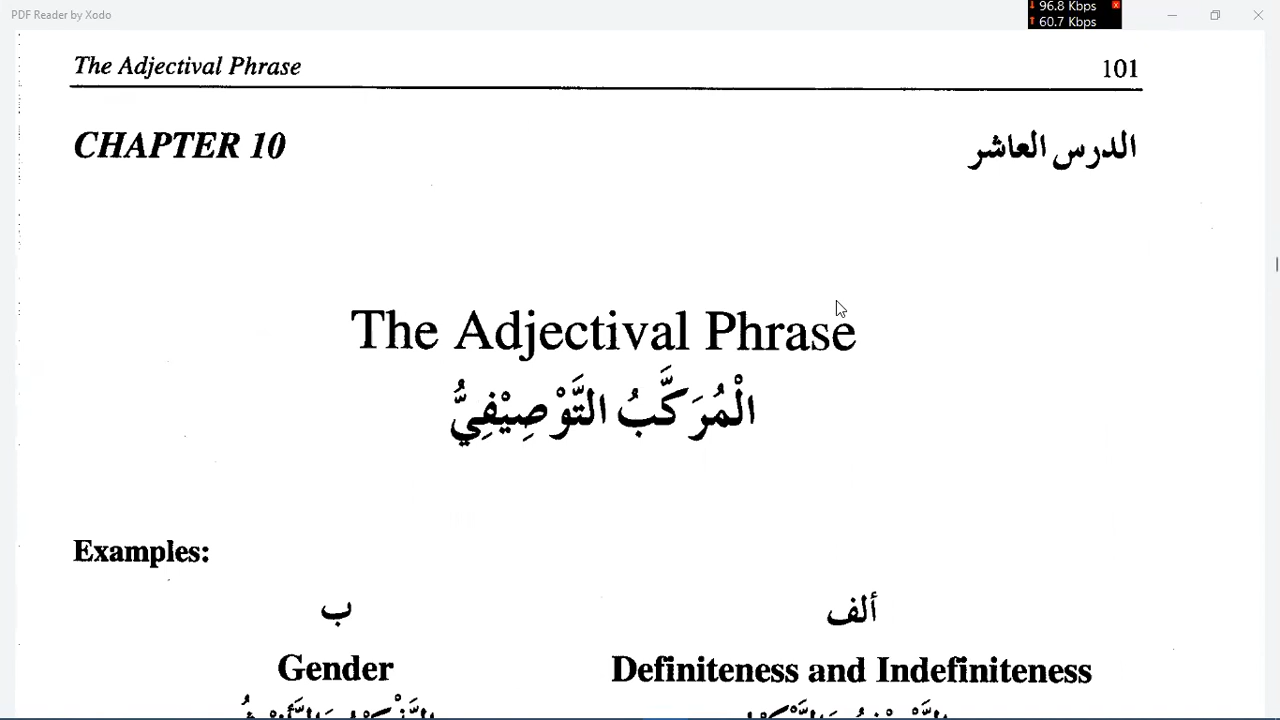 PDF Reader by Xodo
96.8 Kbps
60.7 Kbps
The Adjectival Phrase 101
CHAPTER 10 الدرس العاشر
The Adjectival Phrase
الْمُرَكَّبُ التَّوْصِيْفِيُّ
Examples:
ب ألف
Gender Definiteness and Indefiniteness